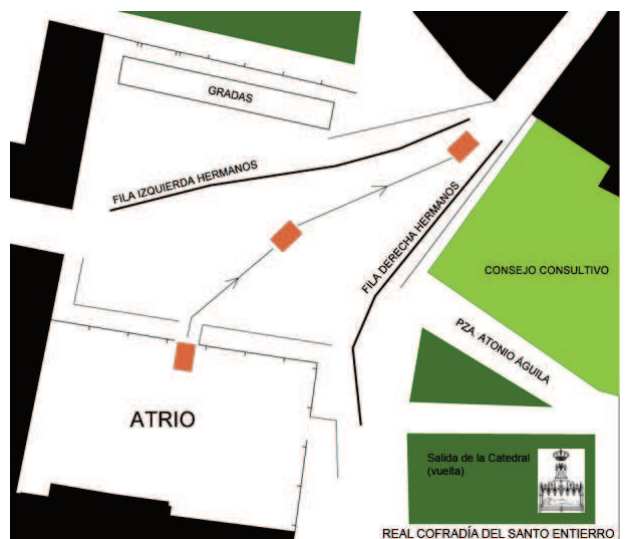 GRADAS
FILA IZQUIERDA HERMANOS
FILA DERECHA HERMANOS
CONSEJO CONSULTIVO
PZA. ATONIO AGUILA
ATRIO
Salida de la Catedral
(vuelta)
REAL COFRADÍA DEL SANTO ENTIERRO